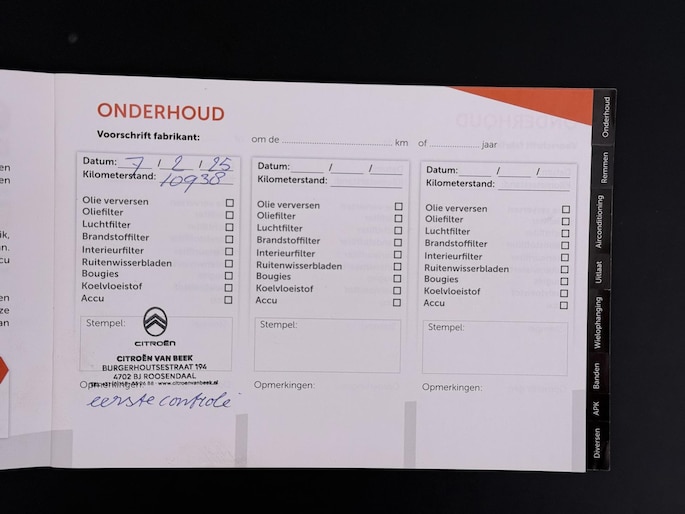 ONDERHOUD
Voorschrift fabrikant:
om de km of jaar
Datum: 7 / 2 / 25
Kilometerstand: 10938
Olie verversen
Oliefilter
Luchtfilter
Brandstoffilter
Interieurfilter
Ruitenwisserbladen
Bougies
Koelvloeistof
Accu
Stempel:
CITROËN
CITROËN VAN BEEK
BURGERHOUTSESTRAAT 194
4702 BJ ROOSENDAAL
www.citroenvanbeek.nl
Opmerkingen:
eerste controle
Datum: / /
Kilometerstand:
Olie verversen
Oliefilter
Luchtfilter
Brandstoffilter
Interieurfilter
Ruitenwisserbladen
Bougies
Koelvloeistof
Accu
Stempel:
Opmerkingen:
Datum: / /
Kilometerstand:
Olie verversen
Oliefilter
Luchtfilter
Brandstoffilter
Interieurfilter
Ruitenwisserbladen
Bougies
Koelvloeistof
Accu
Stempel:
Opmerkingen:
Onderhoud
Remmen
Airconditioning
Uitlaat
Wielophanging
Banden
APK
Diversen